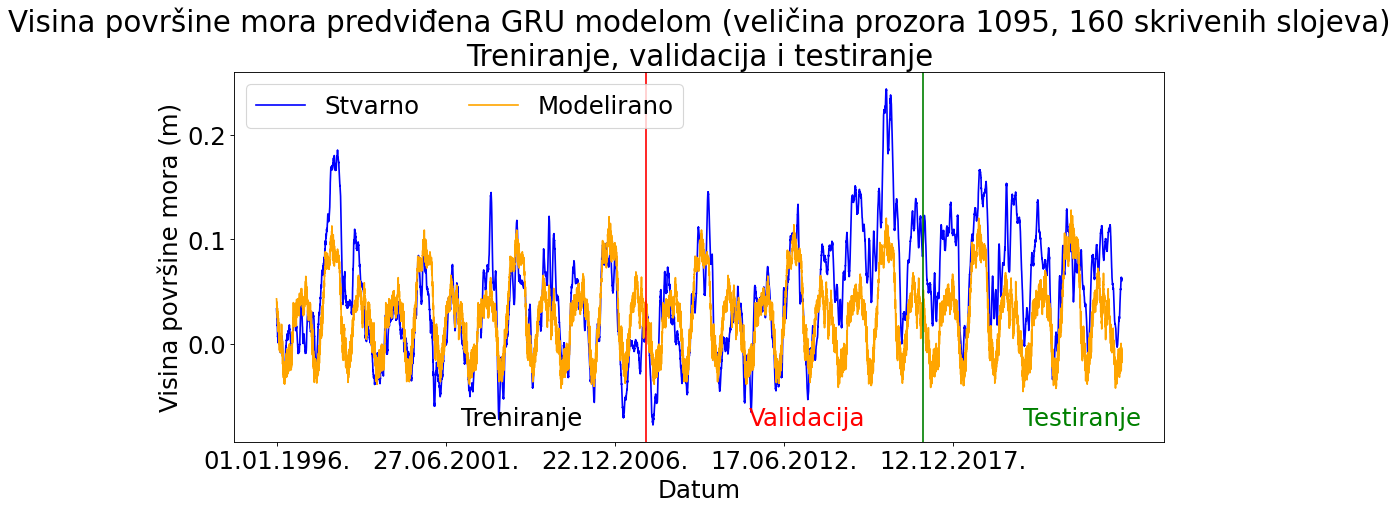 Visina površine mora predviđena GRU modelom (veličina prozora 1095, 160 skrivenih slojeva)
Treniranje, validacija i testiranje
Stvarno
Modelirano
Visina površine mora (m)
0.2
0.1
0.0
Treniranje
Validacija
Testiranje
01.01.1996.
27.06.2001.
22.12.2006.
17.06.2012.
12.12.2017.
Datum